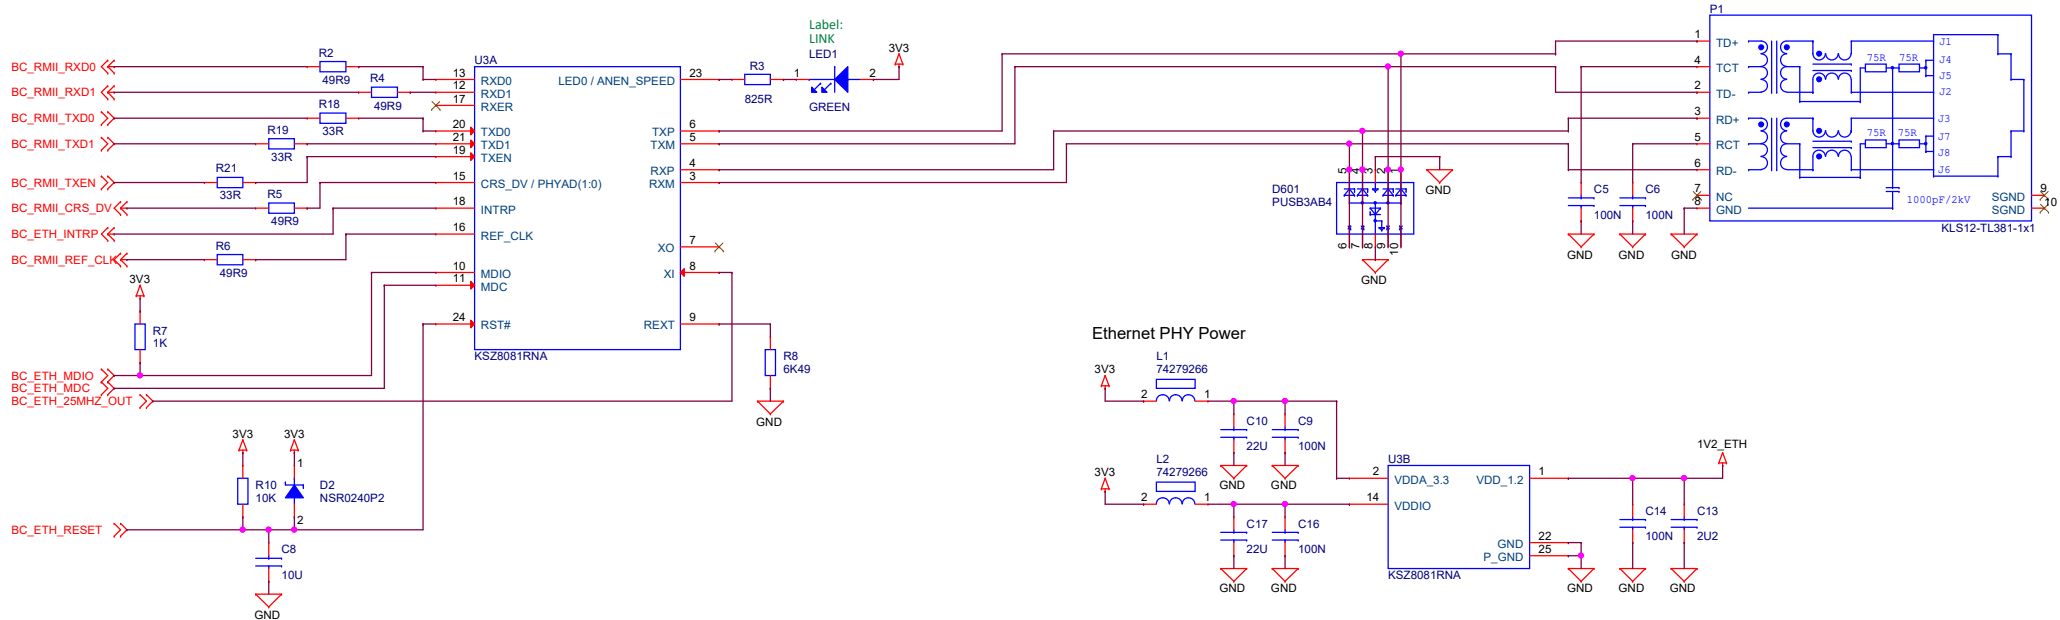 Label:
LINK
LED1
3V3
GREEN
P1
U3A
KSZ8081RNA
BC_RMII_RXD0
R2
49R9
13 RXD0
BC_RMII_RXD1
R4
49R9
12 RXD1
17 RXER
BC_RMII_TXD0
R18
33R
20 TXD0
BC_RMII_TXD1
R19
33R
21 TXD1
19 TXEN
BC_RMII_TXEN
R21
33R
15 CRS_DV / PHYAD(1:0)
BC_RMII_CRS_DV
R5
49R9
18 INTRP
BC_ETH_INTRP
16 REF_CLK
BC_RMII_REF_CLK
R6
49R9
10 MDIO
11 MDC
24 RST#
3V3
R7
1K
BC_ETH_MDIO
BC_ETH_MDC
BC_ETH_25MHZ_OUT
LED0 / ANEN_SPEED 23
R3
825R
1
2
TXP 6
TXM 5
RXP 4
RXM 3
XO 7
XI 8
REXT 9
R8
6K49
GND
3V3
3V3
R10
10K
1
D2
NSR0240P2
2
BC_ETH_RESET
C8
10U
GND
D601
PUSB3AB4
5 4 3 2 1
6 7 8 9 10
GND
GND
1 TD+
4 TCT
2 TD-
3 RD+
5 RCT
6 RD-
7 NC
8 GND
75R 75R
75R 75R
J1
J4
J5
J2
J3
J7
J8
J6
1000pF/2kV
SGND 9
SGND 10
KLS12-TL381-1x1
C5
100N
C6
100N
GND
GND
GND
Ethernet PHY Power
3V3
L1
74279266
2
1
C10
22U
C9
100N
GND
GND
3V3
L2
74279266
2
1
C17
22U
C16
100N
GND
GND
U3B
2 VDDA_3.3
VDD_1.2 1
14 VDDIO
GND 22
P_GND 25
KSZ8081RNA
GND
1V2_ETH
C14
100N
C13
2U2
GND
GND